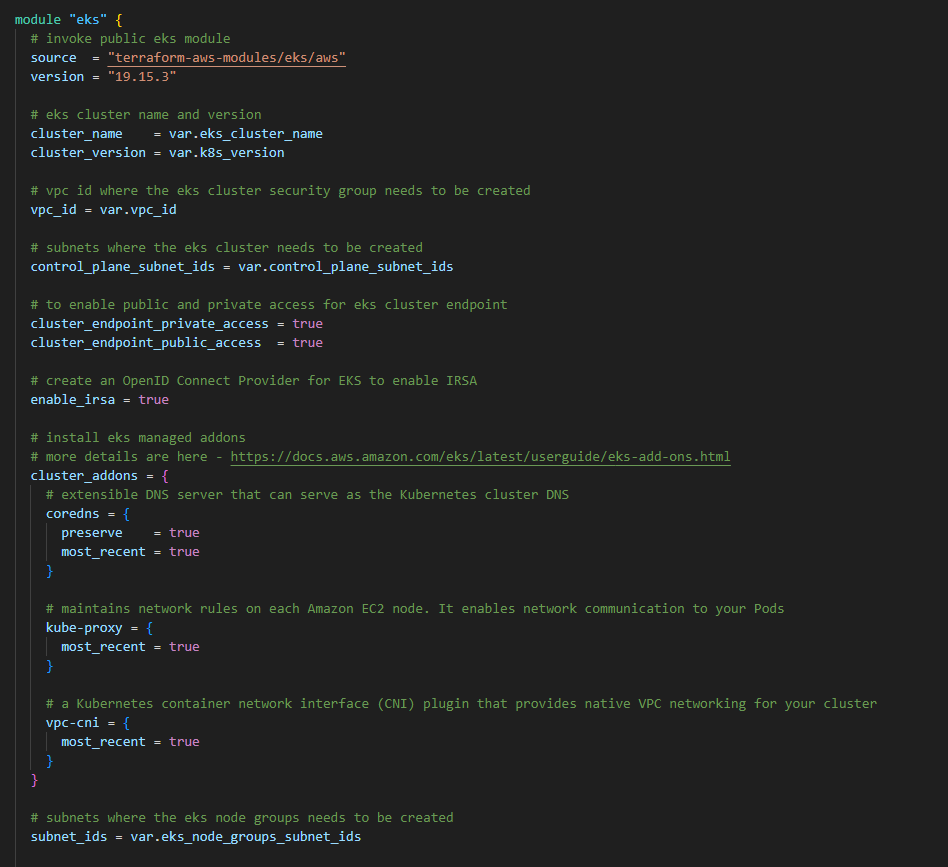 module "eks" {
  # invoke public eks module
  source  = "terraform-aws-modules/eks/aws"
  version = "19.15.3"

  # eks cluster name and version
  cluster_name    = var.eks_cluster_name
  cluster_version = var.k8s_version

  # vpc id where the eks cluster security group needs to be created
  vpc_id = var.vpc_id

  # subnets where the eks cluster needs to be created
  control_plane_subnet_ids = var.control_plane_subnet_ids

  # to enable public and private access for eks cluster endpoint
  cluster_endpoint_private_access = true
  cluster_endpoint_public_access  = true

  # create an OpenID Connect Provider for EKS to enable IRSA
  enable_irsa = true

  # install eks managed addons
  # more details are here - https://docs.aws.amazon.com/eks/latest/userguide/eks-add-ons.html
  cluster_addons = {
    # extensible DNS server that can serve as the Kubernetes cluster DNS
    coredns = {
      preserve    = true
      most_recent = true
    }

    # maintains network rules on each Amazon EC2 node. It enables network communication to your Pods
    kube-proxy = {
      most_recent = true
    }

    # a Kubernetes container network interface (CNI) plugin that provides native VPC networking for your cluster
    vpc-cni = {
      most_recent = true
    }
  }

  # subnets where the eks node groups needs to be created
  subnet_ids = var.eks_node_groups_subnet_ids